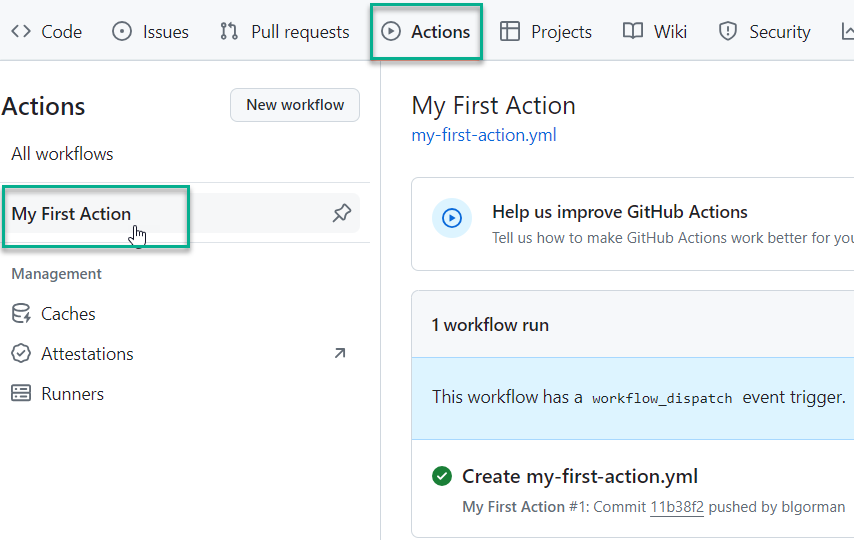 Code Issues Pull requests Actions Projects Wiki Security
Actions
New workflow
All workflows
My First Action
Management
Caches
Attestations
Runners
My First Action
my-first-action.yml
Help us improve GitHub Actions
Tell us how to make GitHub Actions work better for you
1 workflow run
This workflow has a workflow_dispatch event trigger.
Create my-first-action.yml
My First Action #1: Commit 11b38f2 pushed by blgorman